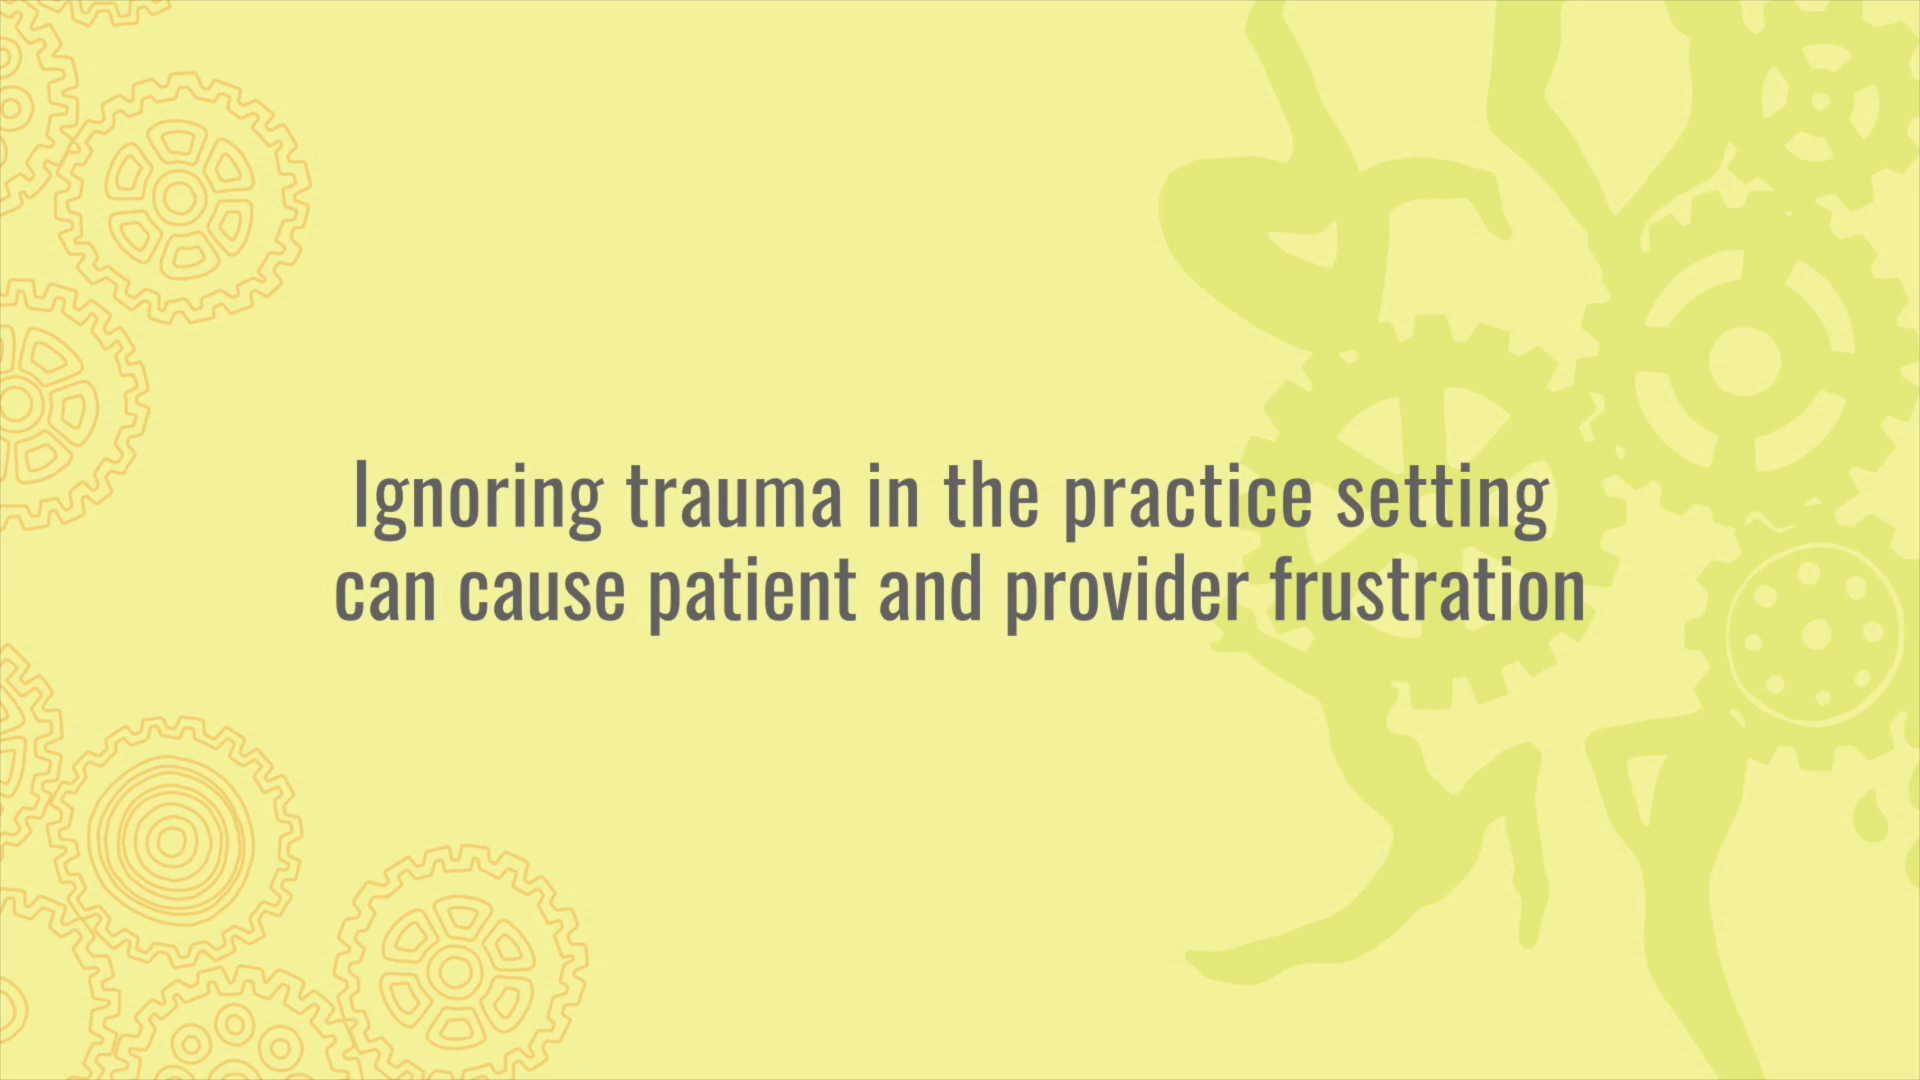 Ignoring trauma in the practice setting
can cause patient and provider frustration